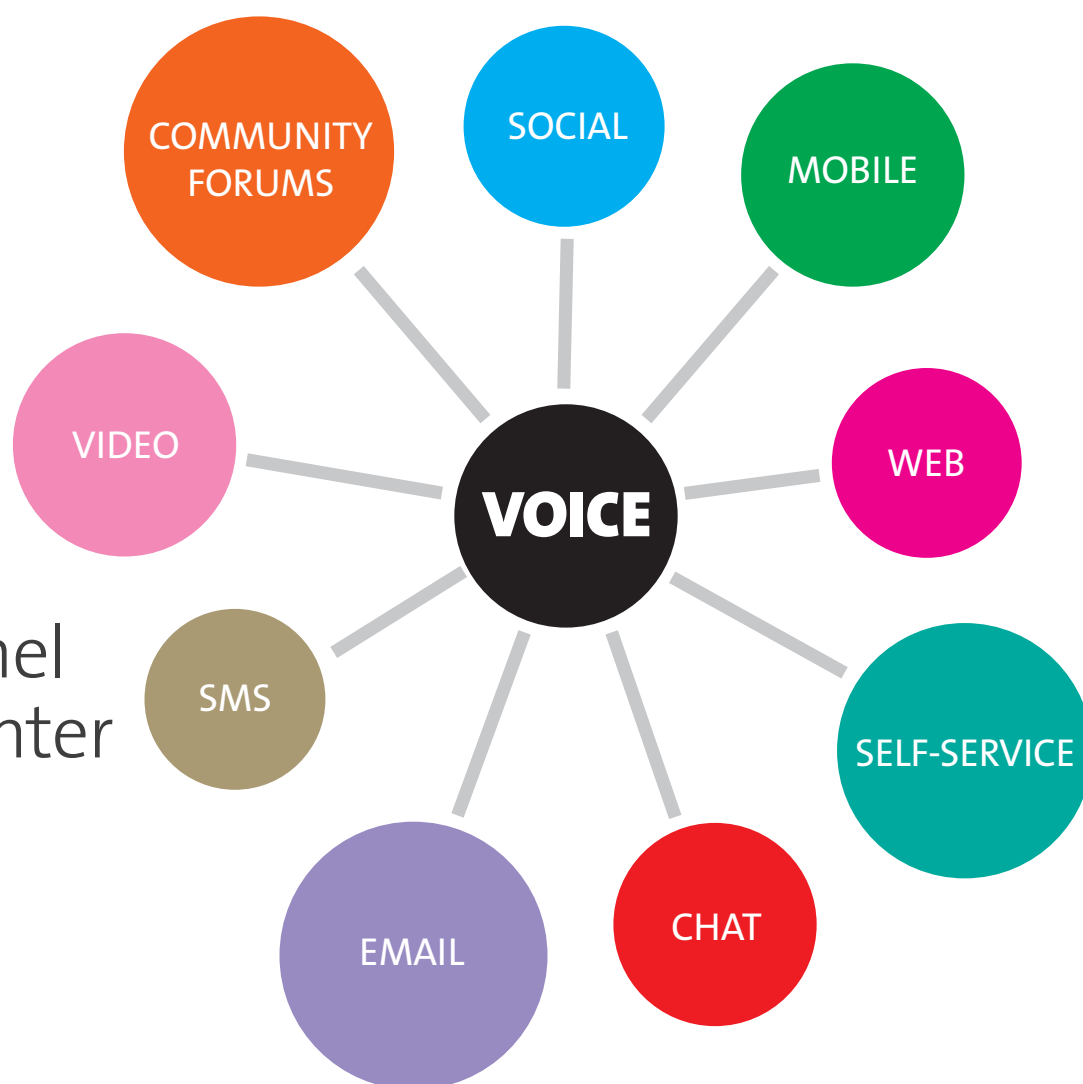 COMMUNITY
FORUMS
SOCIAL
MOBILE
VIDEO
WEB
VOICE
nel
nter
SMS
SELF-SERVICE
EMAIL
CHAT